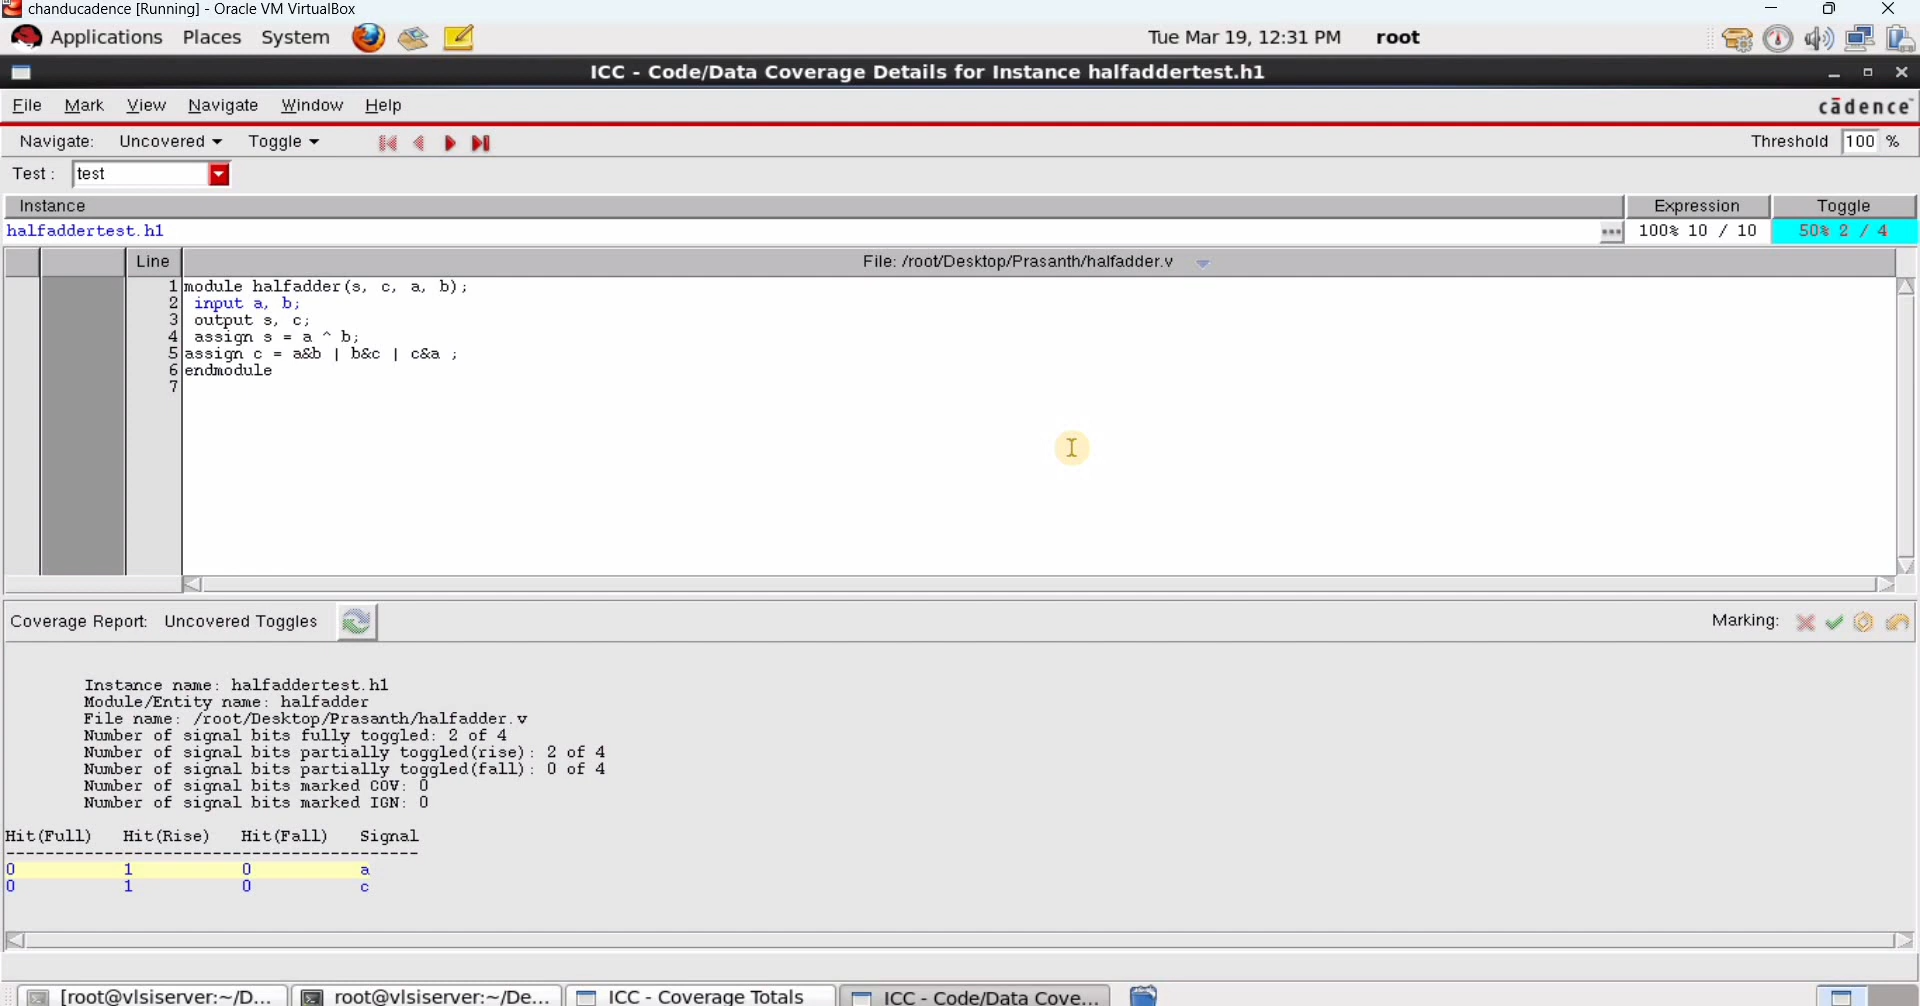 chanducadence [Running] - Oracle VM VirtualBox
Applications Places System Tue Mar 19, 12:31 PM root
ICC - Code/Data Coverage Details for Instance halfaddertest.h1
File Mark View Navigate Window Help cādence
Navigate: Uncovered Toggle Threshold 100 %
Test : test
Instance Expression Toggle
halfaddertest.h1 ... 100% 10 / 10 50% 2 / 4
Line File: /root/Desktop/Prasanth/halfadder.v
1 module halfadder(s, c, a, b);
2 input a, b;
3 output s, c;
4 assign s = a ^ b;
5 assign c = a&b | b&c | c&a ;
6 endmodule
7
Coverage Report: Uncovered Toggles Marking:
Instance name: halfaddertest.h1
Module/Entity name: halfadder
File name: /root/Desktop/Prasanth/halfadder.v
Number of signal bits fully toggled: 2 of 4
Number of signal bits partially toggled(rise): 2 of 4
Number of signal bits partially toggled(fall): 0 of 4
Number of signal bits marked COV: 0
Number of signal bits marked IGN: 0
Hit(Full) Hit(Rise) Hit(Fall) Signal
0 1 0 a
0 1 0 c
[root@vlsiserver:~/D... root@vlsiserver:~/De... ICC - Coverage Totals ICC - Code/Data Cove...